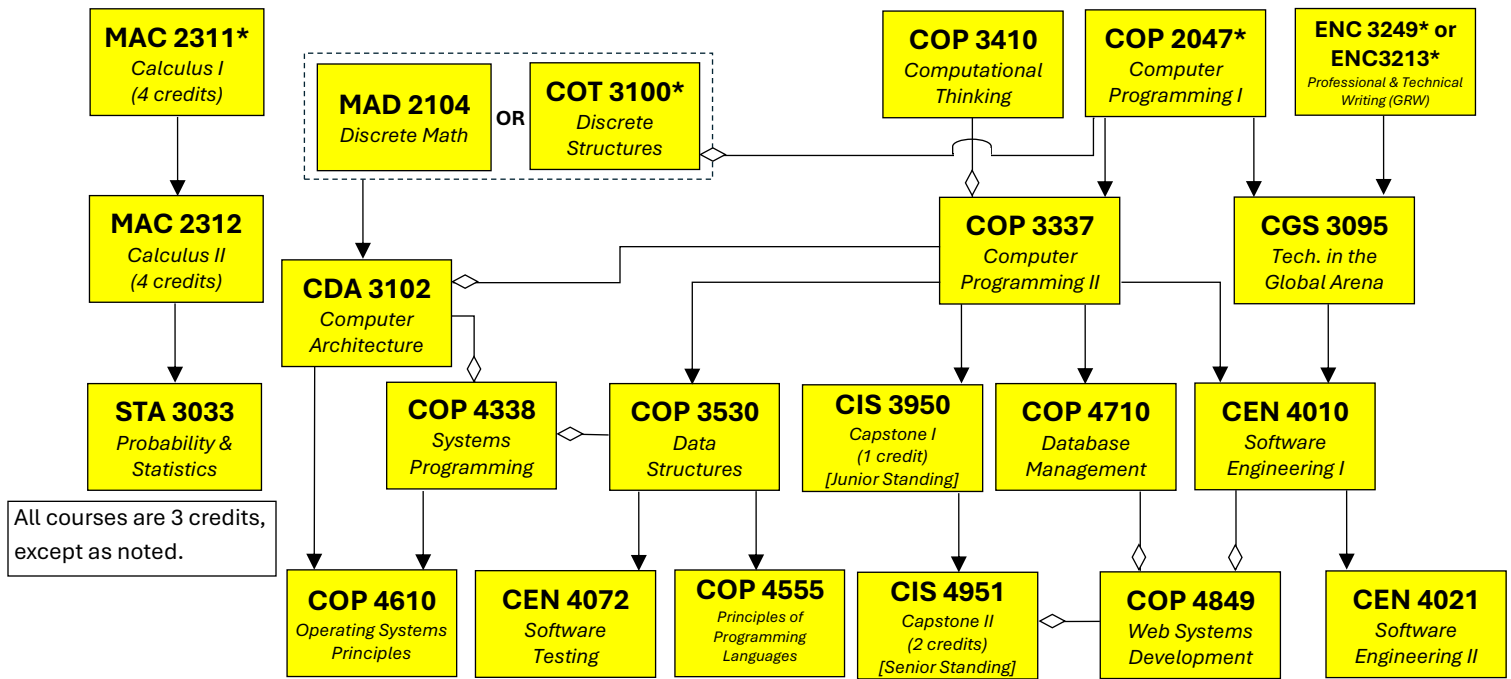 MAC 2311*
Calculus I
(4 credits)
MAD 2104
Discrete Math
OR
COT 3100*
Discrete
Structures
COP 3410
Computational
Thinking
COP 2047*
Computer
Programming I
ENC 3249* or
ENC3213*
Professional & Technical
Writing (GRW)
MAC 2312
Calculus II
(4 credits)
CDA 3102
Computer
Architecture
COP 3337
Computer
Programming II
CGS 3095
Tech. in the
Global Arena
STA 3033
Probability &
Statistics
COP 4338
Systems
Programming
COP 3530
Data
Structures
CIS 3950
Capstone I
(1 credit)
[Junior Standing]
COP 4710
Database
Management
CEN 4010
Software
Engineering I
All courses are 3 credits,
except as noted.
COP 4610
Operating Systems
Principles
CEN 4072
Software
Testing
COP 4555
Principles of
Programming
Languages
CIS 4951
Capstone II
(2 credits)
[Senior Standing]
COP 4849
Web Systems
Development
CEN 4021
Software
Engineering II